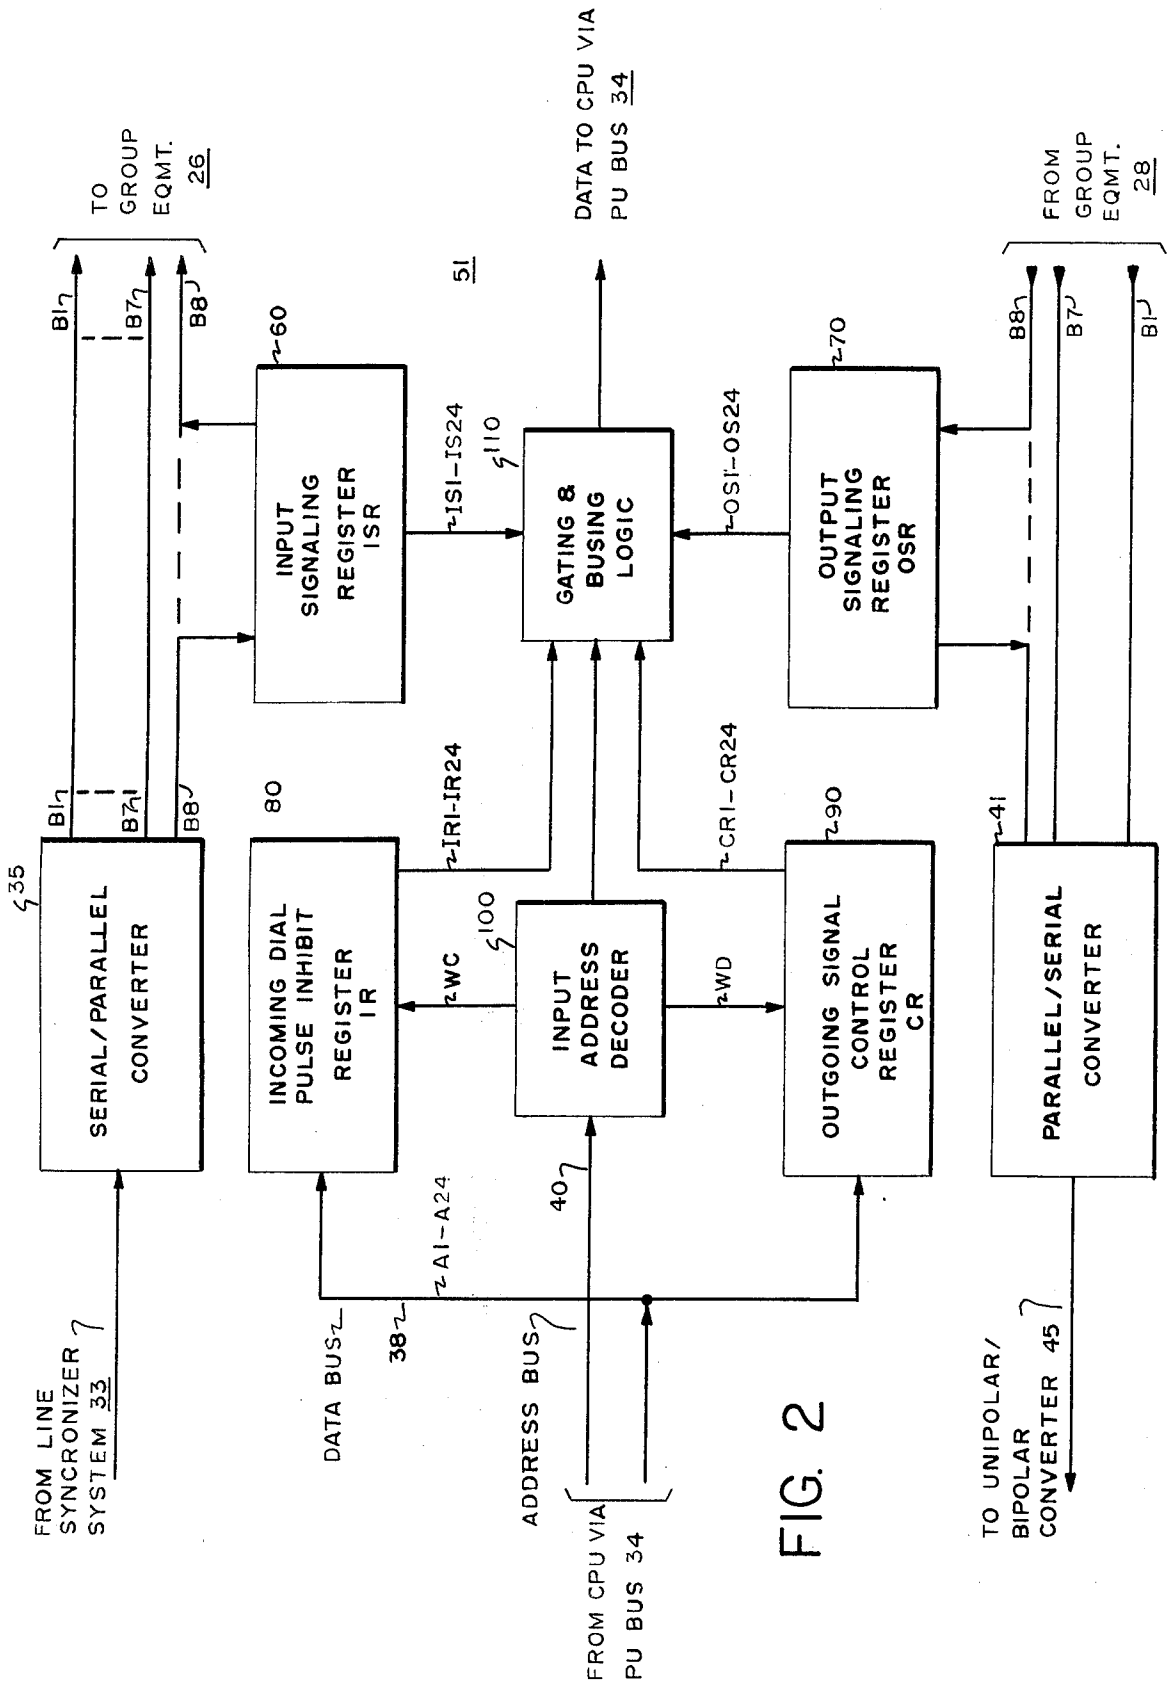 FROM LINE
SYNCRONIZER
SYSTEM 33
35
SERIAL/PARALLEL
CONVERTER
B1
B7
B8
B1
B7
B8
TO
GROUP
EQMT.
26
INCOMING DIAL
PULSE INHIBIT
REGISTER
IR
80
INPUT
SIGNALING
REGISTER
ISR
60
51
DATA BUS
38
A1-A24
WC
IR1-IR24
IS1-IS24
ADDRESS BUS
40
INPUT
ADDRESS
DECODER
100
GATING &
BUSING
LOGIC
110
DATA TO CPU VIA
PU BUS 34
FROM CPU VIA
PU BUS 34
WD
CR1-CR24
OS1-OS24
OUTGOING SIGNAL
CONTROL
REGISTER
CR
90
OUTPUT
SIGNALING
REGISTER
OSR
70
FIG. 2
TO UNIPOLAR/
BIPOLAR
CONVERTER 45
PARALLEL/SERIAL
CONVERTER
41
B8
B7
B1
FROM
GROUP
EQMT.
28